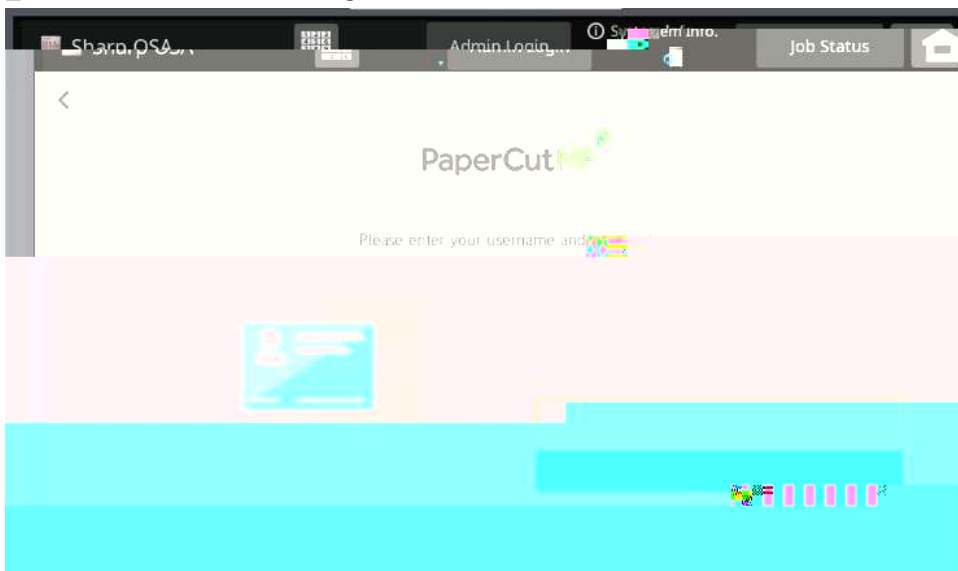 Sharp OSA
Admin Login...
Job Status
PaperCut
Please enter your username and